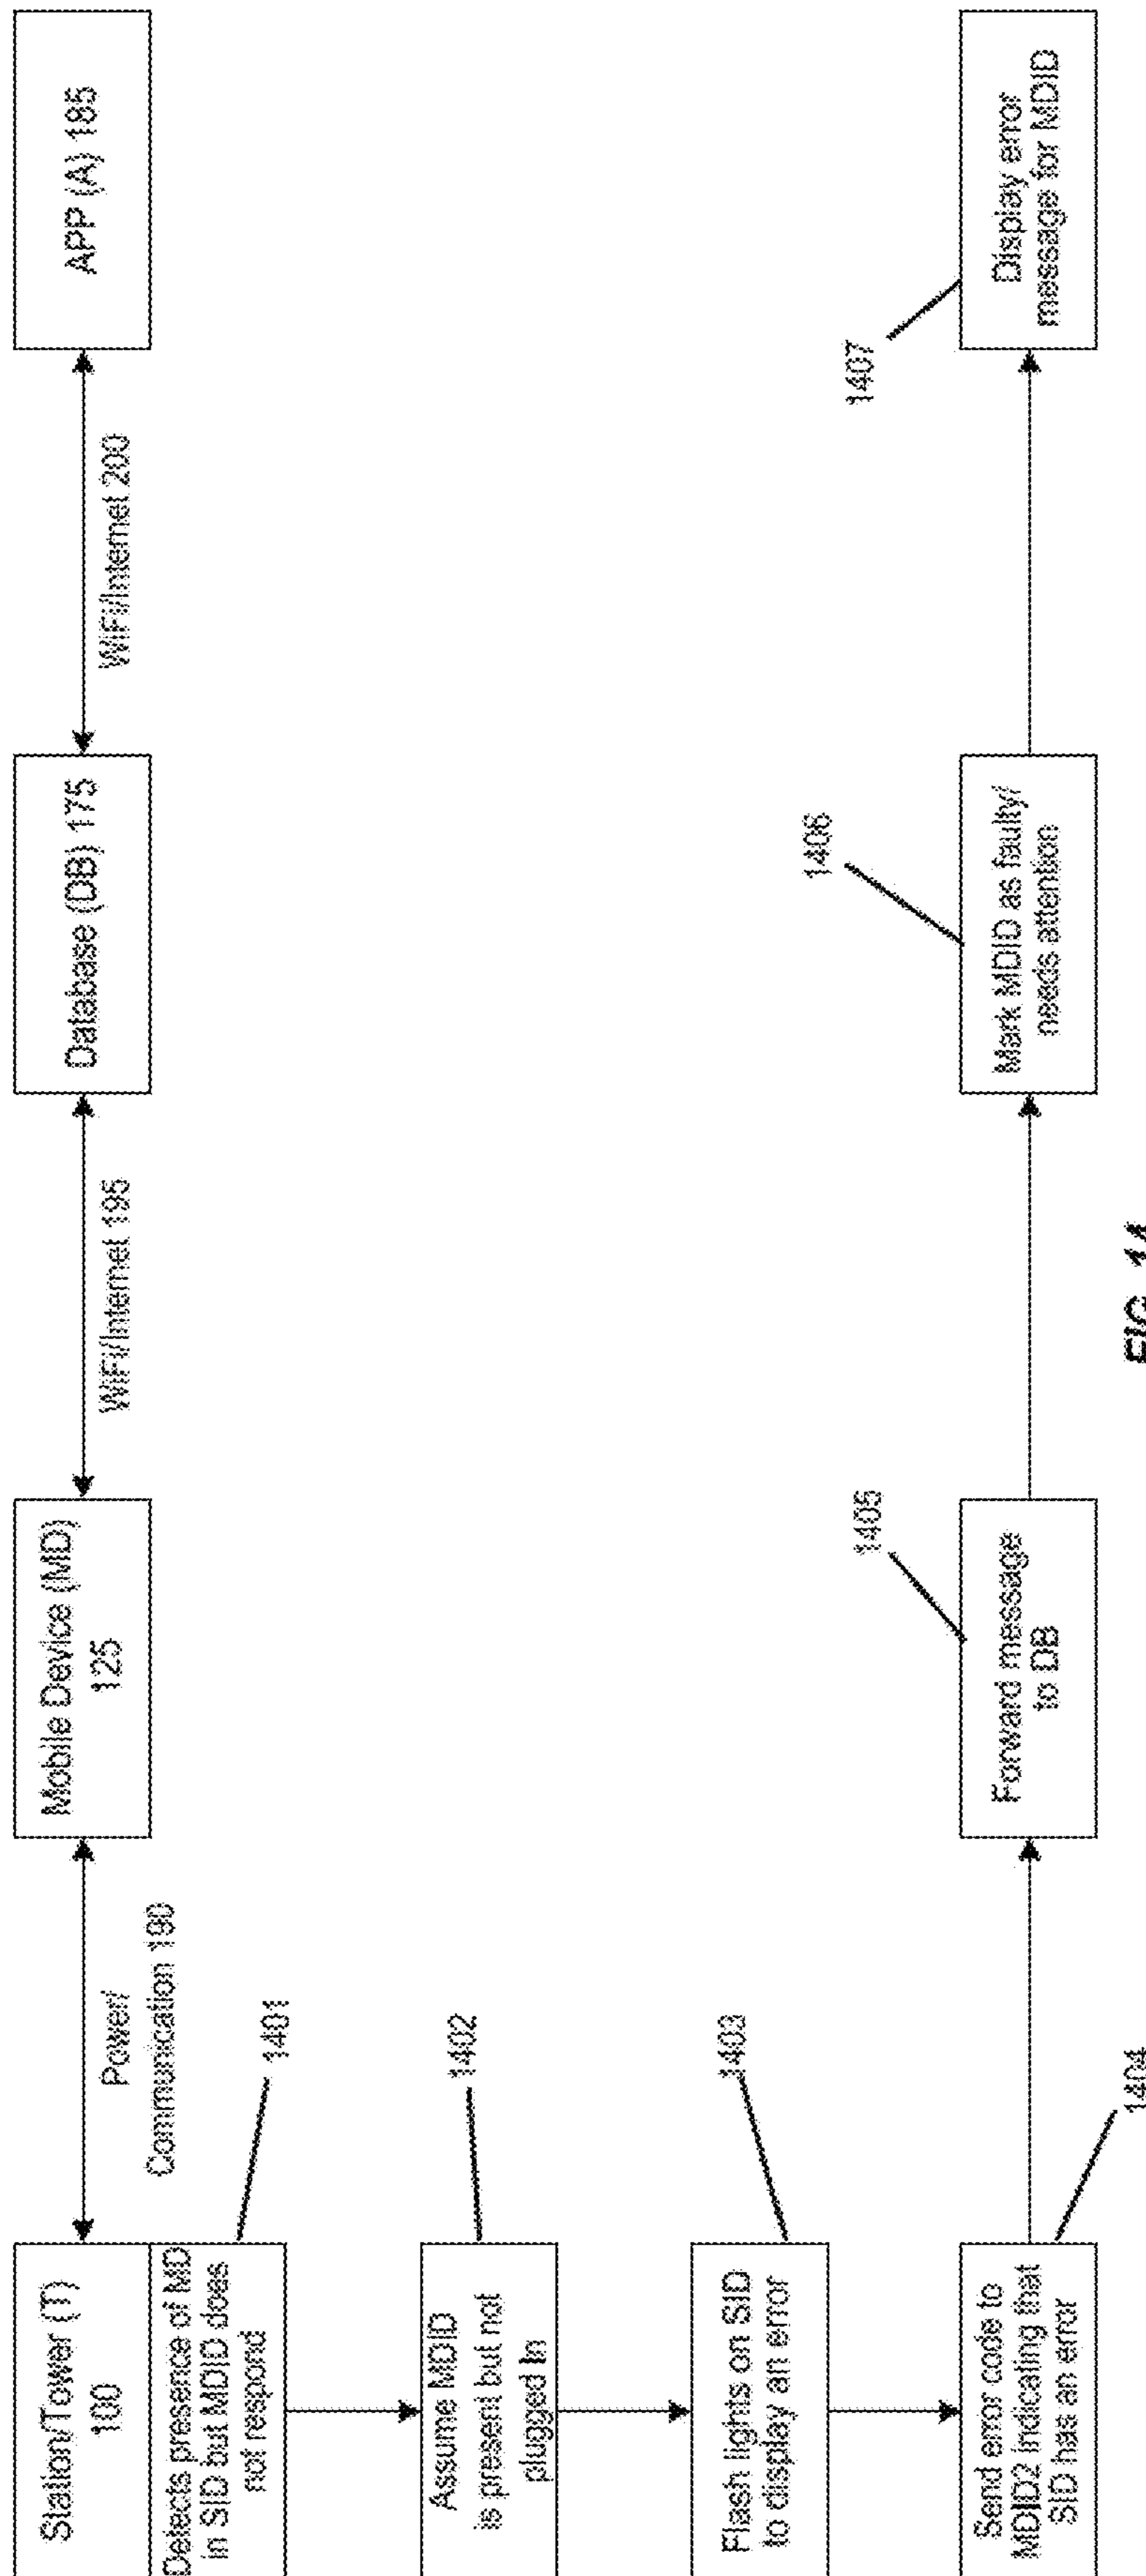 Station/Tower (T)
100
Power/
Communication 190
Mobile Device (MD)
125
WiFi/Internet 195
Database (DB) 175
WiFi/Internet 200
APP (A) 185
Detects presence of MD
in SID but MDID does
not respond
1401
Assume MDID
is present but not
plugged In
1402
Flash lights on SID
to display an error
1403
Send error code to
MDID2 indicating that
SID has an error
1404
Forward message
to DB
1405
Mark MDID as faulty/
needs attention
1406
Display error
message for MDID
1407
FIG. 14